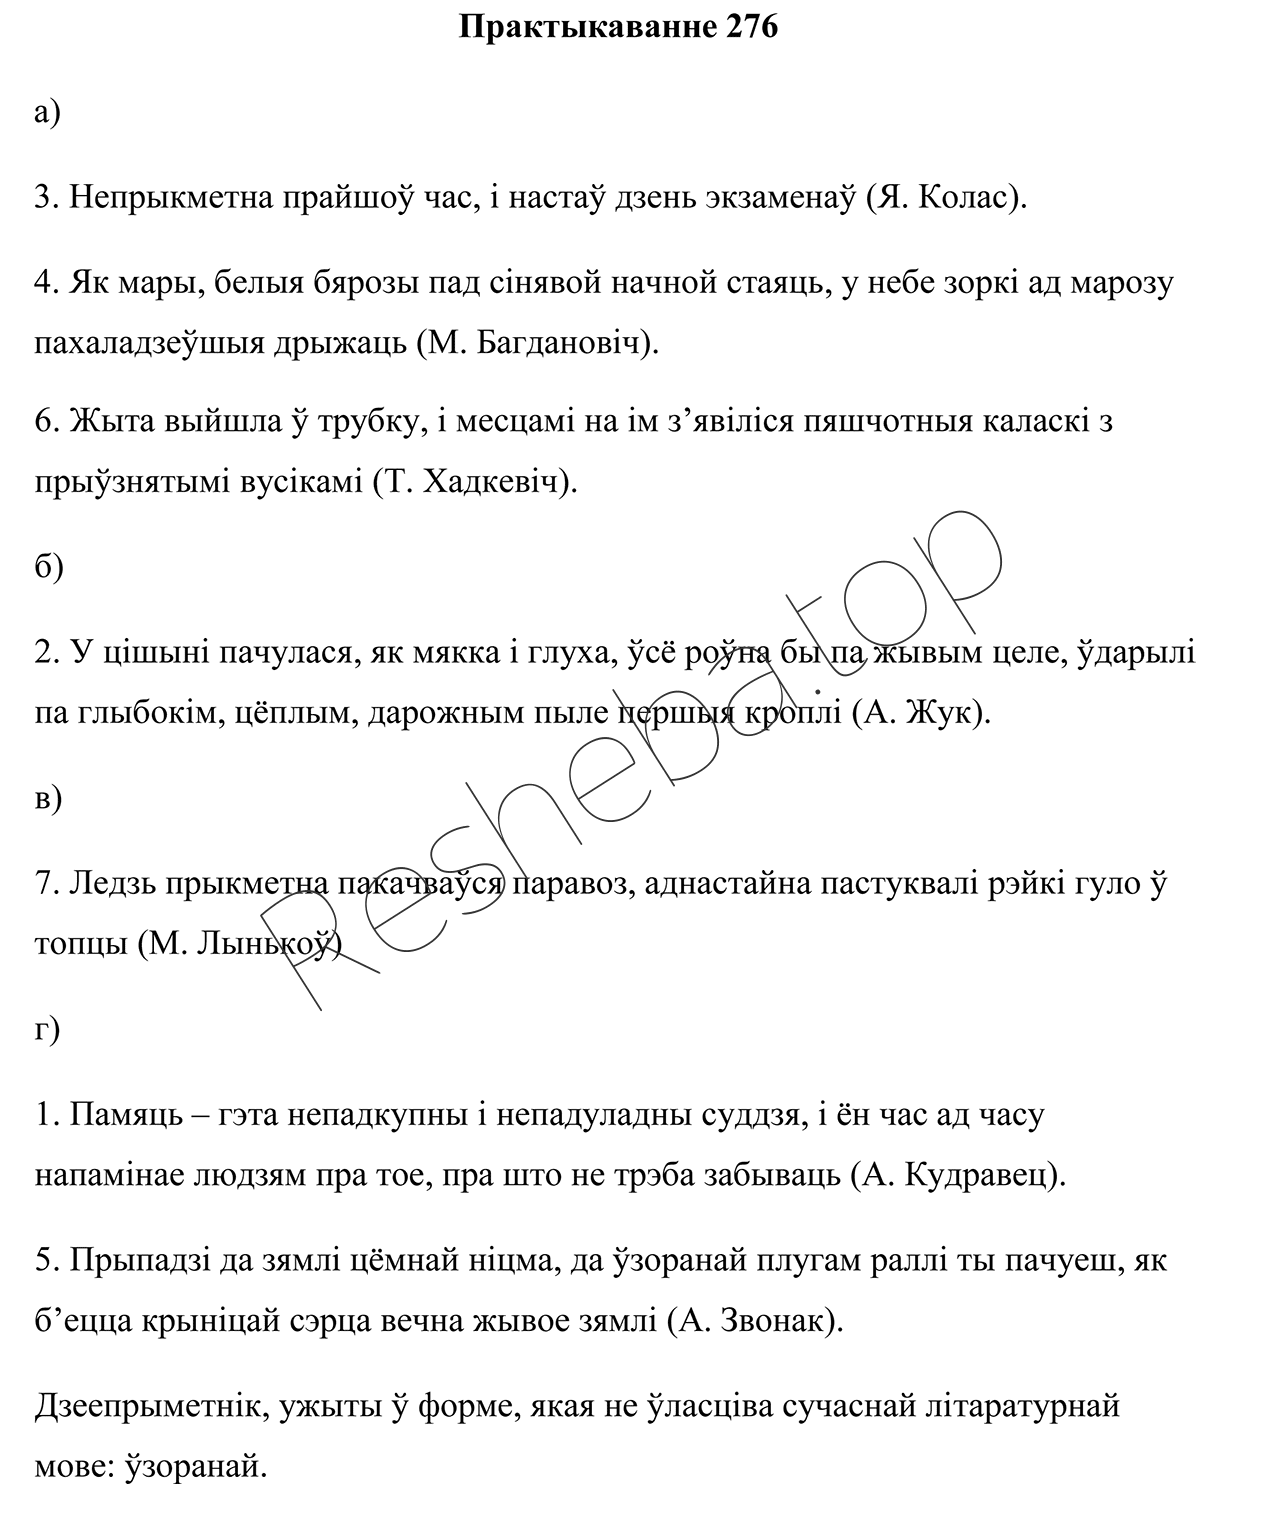 Практыкаванне 276
а)
3. Непрыкметна прайшоў час, і настаў дзень экзаменаў (Я. Колас).
4. Як мары, белыя бярозы пад сінявой начной стаяць, у небе зоркі ад марозу
пахаладзеўшыя дрыжаць (М. Багдановіч).
6. Жыта выйшла ў трубку, і месцамі на ім з’явіліся пяшчотныя каласкі з
прыўзнятымі вусікамі (Т. Хадкевіч).
б)
2. У цішыні пачулася, як мякка і глуха, ўсё роўна бы па жывым целе, ўдарылі
па глыбокім, цёплым, дарожным пыле першыя кроплі (А. Жук).
в)
7. Ледзь прыкметна пакачваўся паравоз, аднастайна пастуквалі рэйкі гуло ў
топцы (М. Лынькоў)
г)
1. Памяць – гэта непадкупны і непадуладны суддзя, і ён час ад часу
напамінае людзям пра тое, пра што не трэба забываць (А. Кудравец).
5. Прыпадзі да зямлі цёмнай ніцма, да ўзоранай плугам раллі ты пачуеш, як
б’ецца крыніцай сэрца вечна жывое зямлі (А. Звонак).
Дзеепрыметнік, ужыты ў форме, якая не ўласціва сучаснай літаратурнай
мове: ўзоранай.
Resheba.top